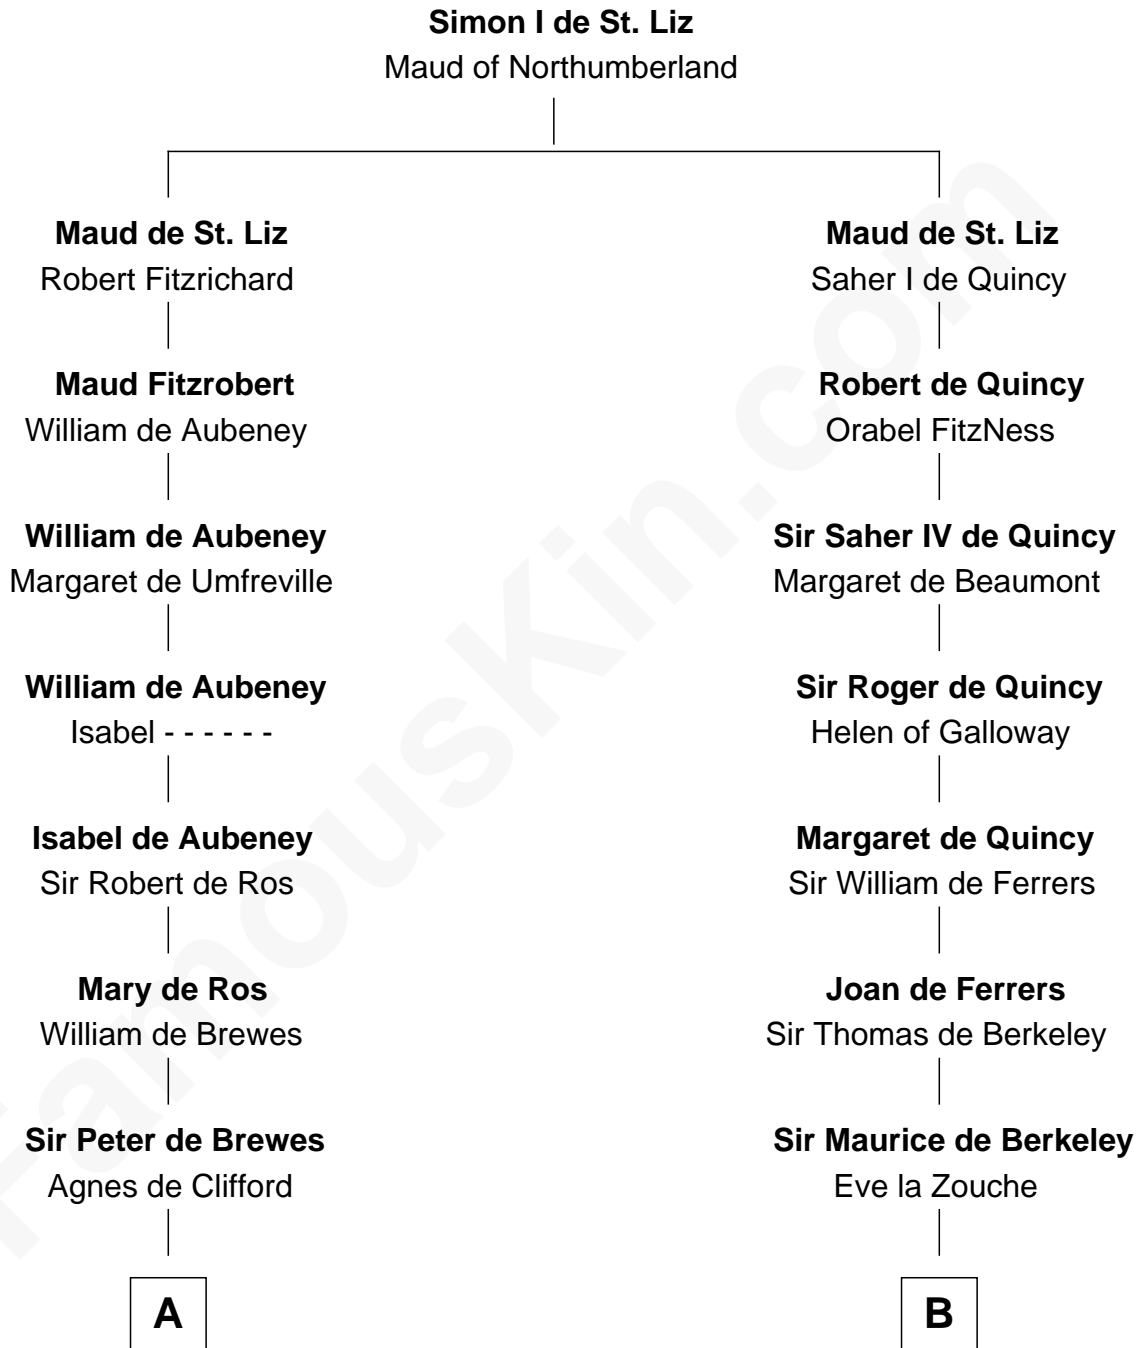 Simon I de St. Liz
Maud of Northumberland
Maud de St. Liz
Robert Fitzrichard
Maud de St. Liz
Saher I de Quincy
Maud Fitzrobert
William de Aubeney
Robert de Quincy
Orabel FitzNess
William de Aubeney
Margaret de Umfreville
Sir Saher IV de Quincy
Margaret de Beaumont
William de Aubeney
Isabel - - - - - -
Sir Roger de Quincy
Helen of Galloway
Isabel de Aubeney
Sir Robert de Ros
Margaret de Quincy
Sir William de Ferrers
Mary de Ros
William de Brewes
Joan de Ferrers
Sir Thomas de Berkeley
Sir Peter de Brewes
Agnes de Clifford
Sir Maurice de Berkeley
Eve la Zouche
A
B
FamousKin.com